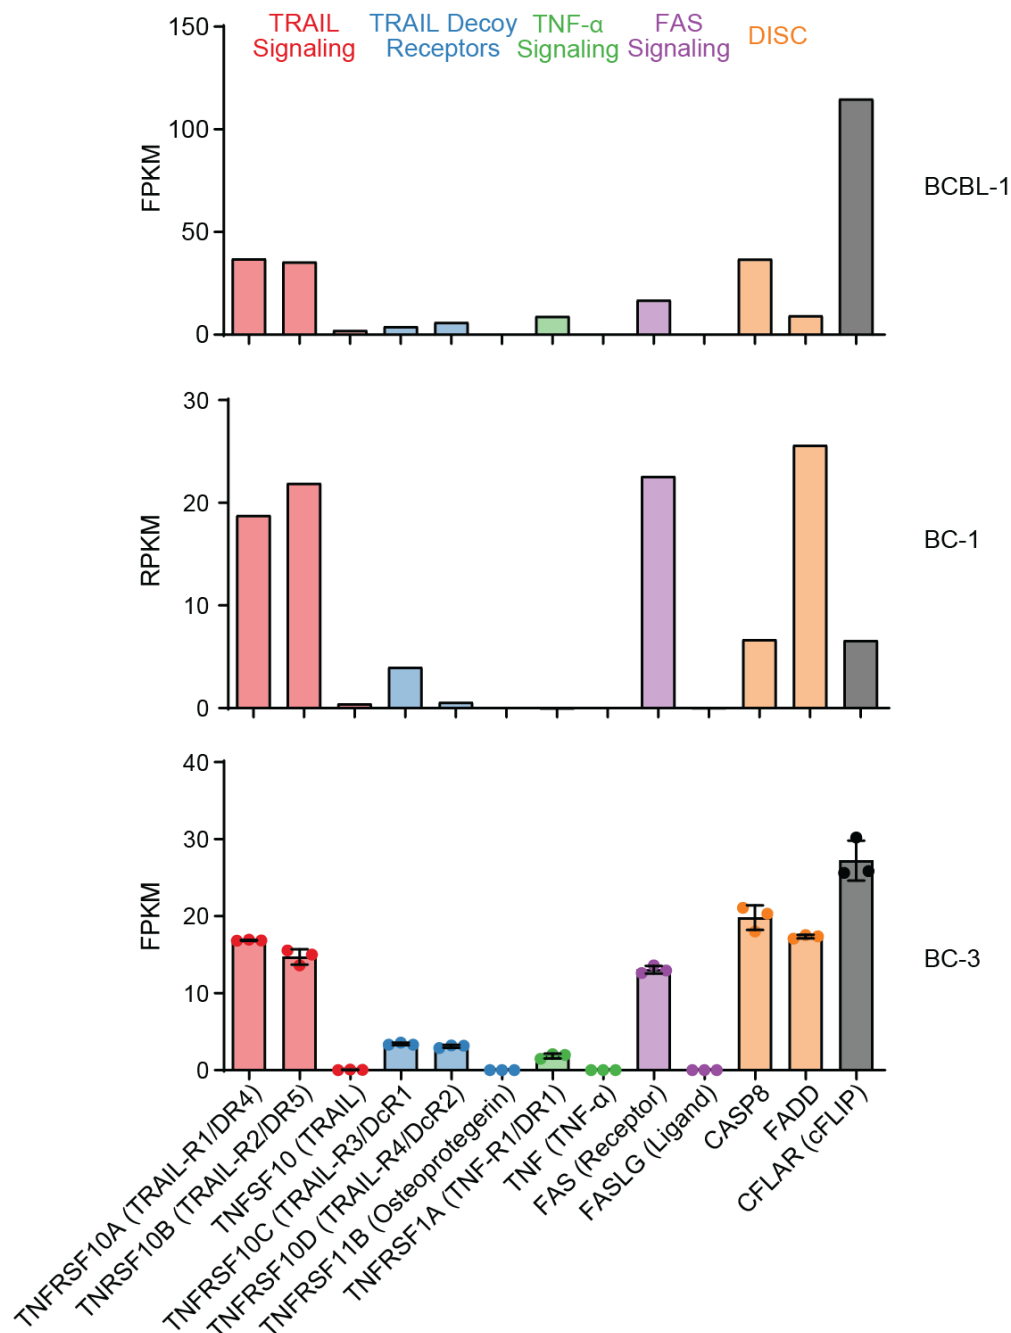 TRAIL Signaling
TRAIL Decoy Receptors
TNF-α Signaling
FAS Signaling
DISC
150
100
50
0
FPKM
BCBL-1
30
20
10
0
RPKM
BC-1
40
30
20
10
0
FPKM
BC-3
TNFRSF10A (TRAIL-R1/DR4)
TNRSF10B (TRAIL-R2/DR5)
TNFSF10 (TRAIL)
TNFRSF10C (TRAIL-R3/DcR1
TNFRSF10D (TRAIL-R4/DcR2)
TNFRSF11B (Osteoprotegerin)
TNFRSF1A (TNF-R1/DR1)
TNF (TNF-α)
FAS (Receptor)
FASLG (Ligand)
CASP8
FADD
CFLAR (cFLIP)